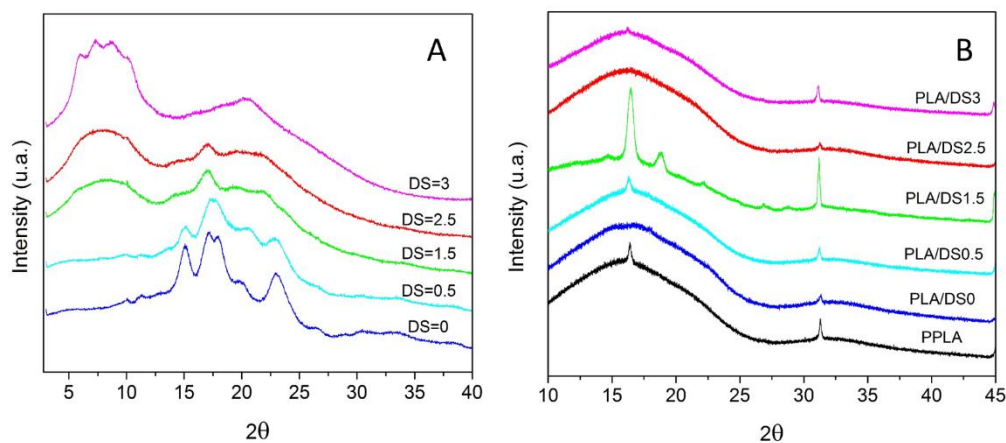 A
Intensity (u.a.)
DS=3
DS=2.5
DS=1.5
DS=0.5
DS=0
5 10 15 20 25 30 35 40
2θ
B
Intensity (u.a.)
PLA/DS3
PLA/DS2.5
PLA/DS1.5
PLA/DS0.5
PLA/DS0
PPLA
10 15 20 25 30 35 40 45
2θ